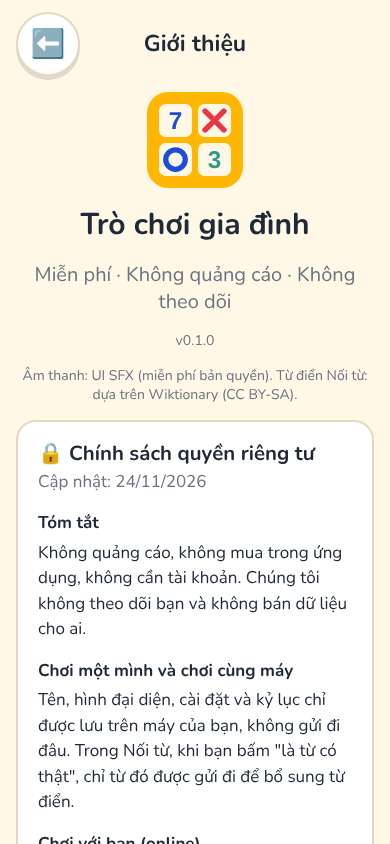 Giới thiệu
7
3
Trò chơi gia đình
Miễn phí · Không quảng cáo · Không
theo dõi
v0.1.0
Âm thanh: UI SFX (miễn phí bản quyền). Từ điển Nối từ:
dựa trên Wiktionary (CC BY-SA).
🔒 Chính sách quyền riêng tư
Cập nhật: 24/11/2026
Tóm tắt
Không quảng cáo, không mua trong ứng
dụng, không cần tài khoản. Chúng tôi
không theo dõi bạn và không bán dữ liệu
cho ai.
Chơi một mình và chơi cùng máy
Tên, hình đại diện, cài đặt và kỷ lục chỉ
được lưu trên máy của bạn, không gửi đi
đâu. Trong Nối từ, khi bạn bấm "là từ có
thật", chỉ từ đó được gửi đi để bổ sung từ
điển.
Chơi với bạn (online)